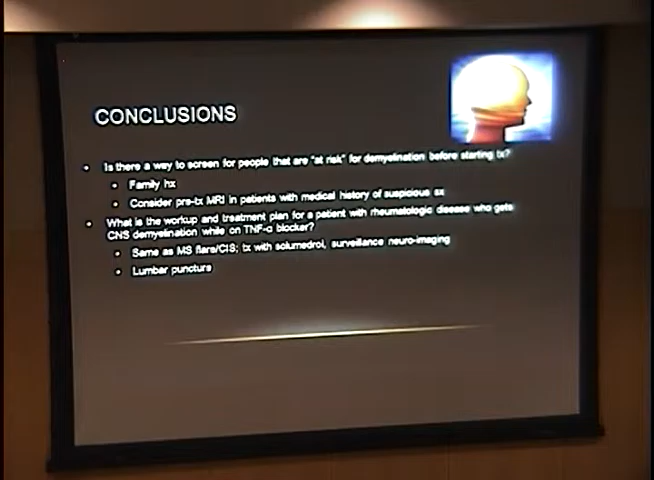 CONCLUSIONS
• Is there a way to screen for people that are "at risk" for demyelination before starting tx?
• Family hx
• Consider pre-tx MRI in patients with medical history of suspicious sx
• What is the workup and treatment plan for a patient with rheumatologic disease who gets
CNS demyelination while on TNF-α blocker?
• Same as MS flare/CIS; tx with solumedrol, surveillance neuro-imaging
• Lumbar puncture